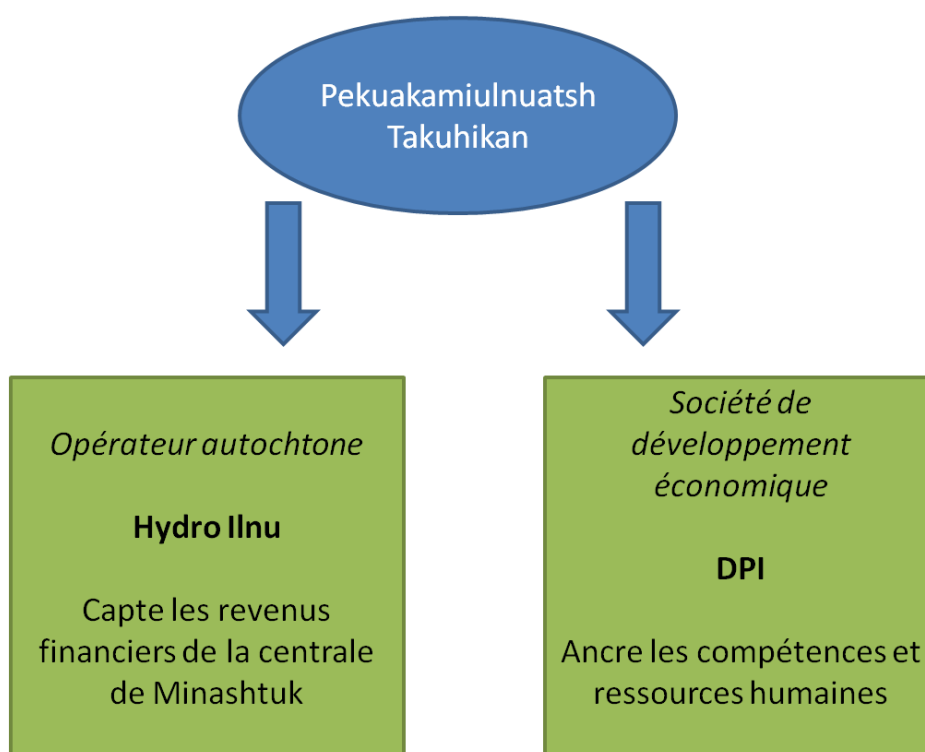 Pekuakamiulnuatsh
Takuhikan
Opérateur autochtone
Hydro Ilnu
Capte les revenus
financiers de la centrale
de Minashtuk
Société de
développement
économique
DPI
Ancre les compétences et
ressources humaines